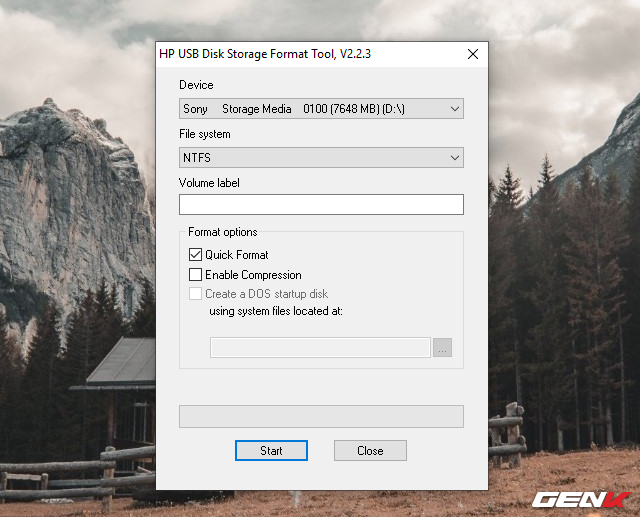 HP USB Disk Storage Format Tool, V2.2.3
Device
Sony Storage Media 0100 (7648 MB) (D:\)
File system
NTFS
Volume label
Format options
Quick Format
Enable Compression
Create a DOS startup disk
using system files located at:
...
Start Close
GENK